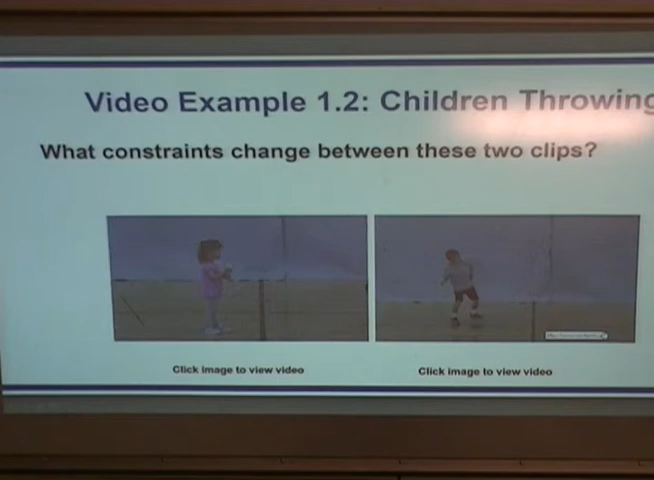 Video Example 1.2: Children Throwing
What constraints change between these two clips?
Click image to view video
Click image to view video